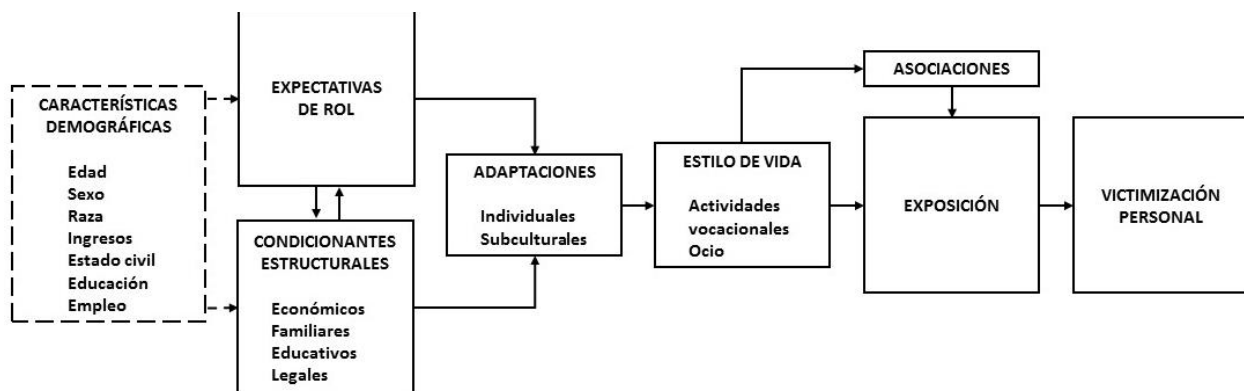 CARACTERÍSTÍCAS
DEMOGRÁFICAS
Edad
Sexo
Raza
Ingresos
Estado civil
Educación
Empleo
EXPECTATIVAS
DE ROL
CONDICIONANTES
ESTRUCTURALES
Económicos
Familiares
Educativos
Legales
ADAPTACIONES
Individuales
Subculturales
ESTILO DE VIDA
Actividades
vocacionales
Ocio
ASOCIACIONES
EXPOSICIÓN
VICTIMIZACIÓN
PERSONAL